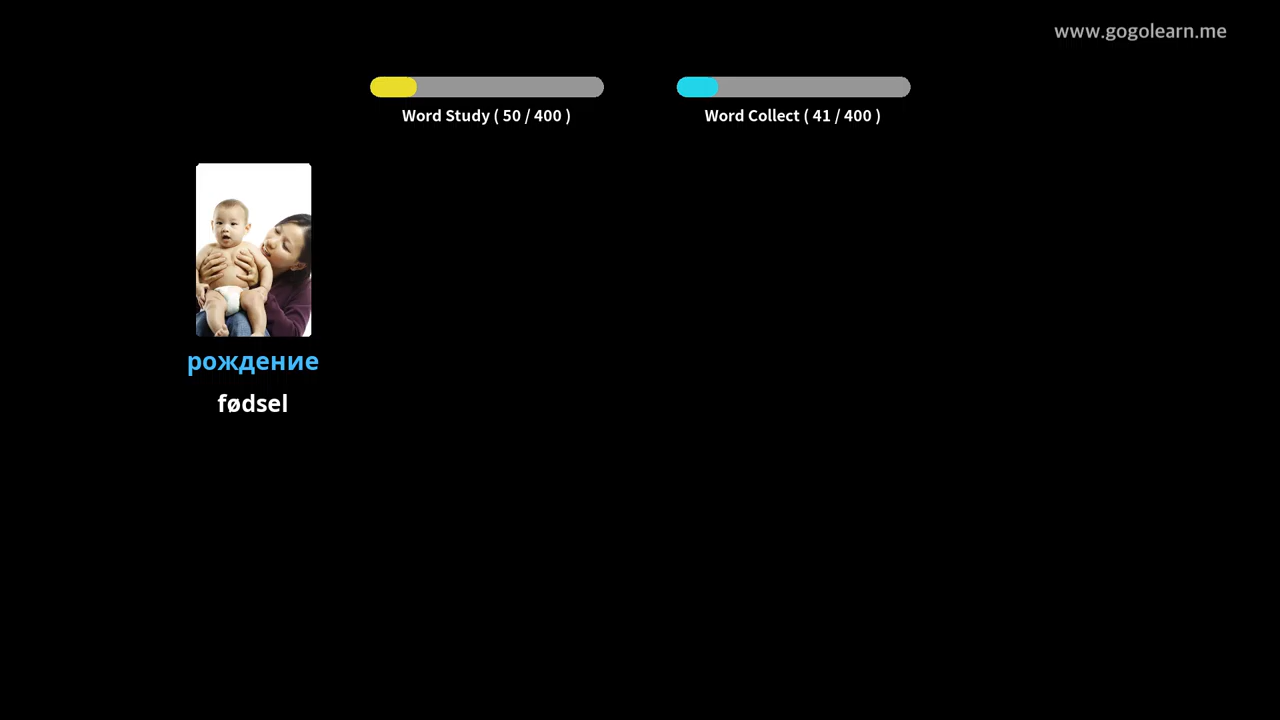 www.gogolearn.me
Word Study ( 50 / 400 )
Word Collect ( 41 / 400 )
рождение
fødsel